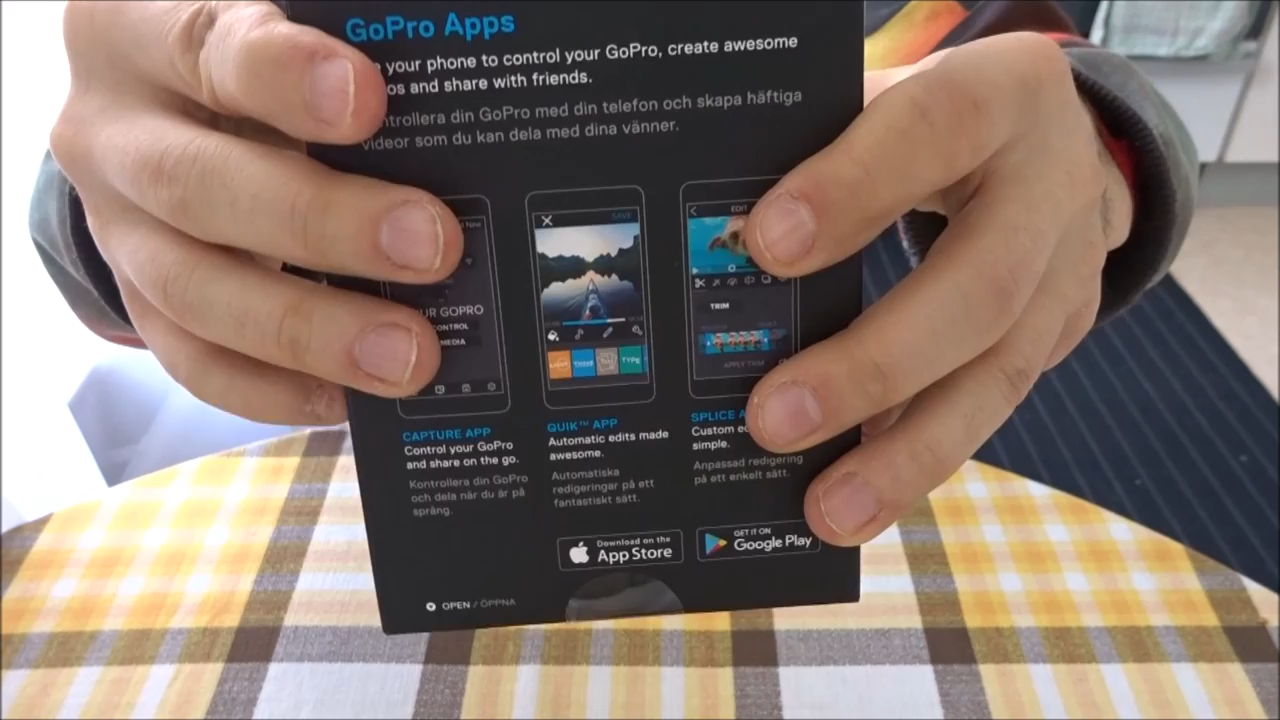 GoPro Apps
your phone to control your GoPro, create awesome
os and share with friends.
ntrollera din GoPro med din telefon och skapa häftiga
videor som du kan dela med dina vänner.
SAVE
EDIT
UR GOPRO
CONTROL
MEDIA
TYPE
TRIM
APPLY TRIM
CAPTURE APP
Control your GoPro
and share on the go.
Kontrollera din GoPro
och dela när du är på
språng.
QUIK™ APP
Automatic edits made
awesome.
Automatiska
redigeringar på ett
fantastiskt sätt.
SPLICE A
Custom ed
simple.
Anpassad redigering
på ett enkelt sätt.
Download on the
App Store
GET IT ON
Google Play
OPEN / ÖPPNA